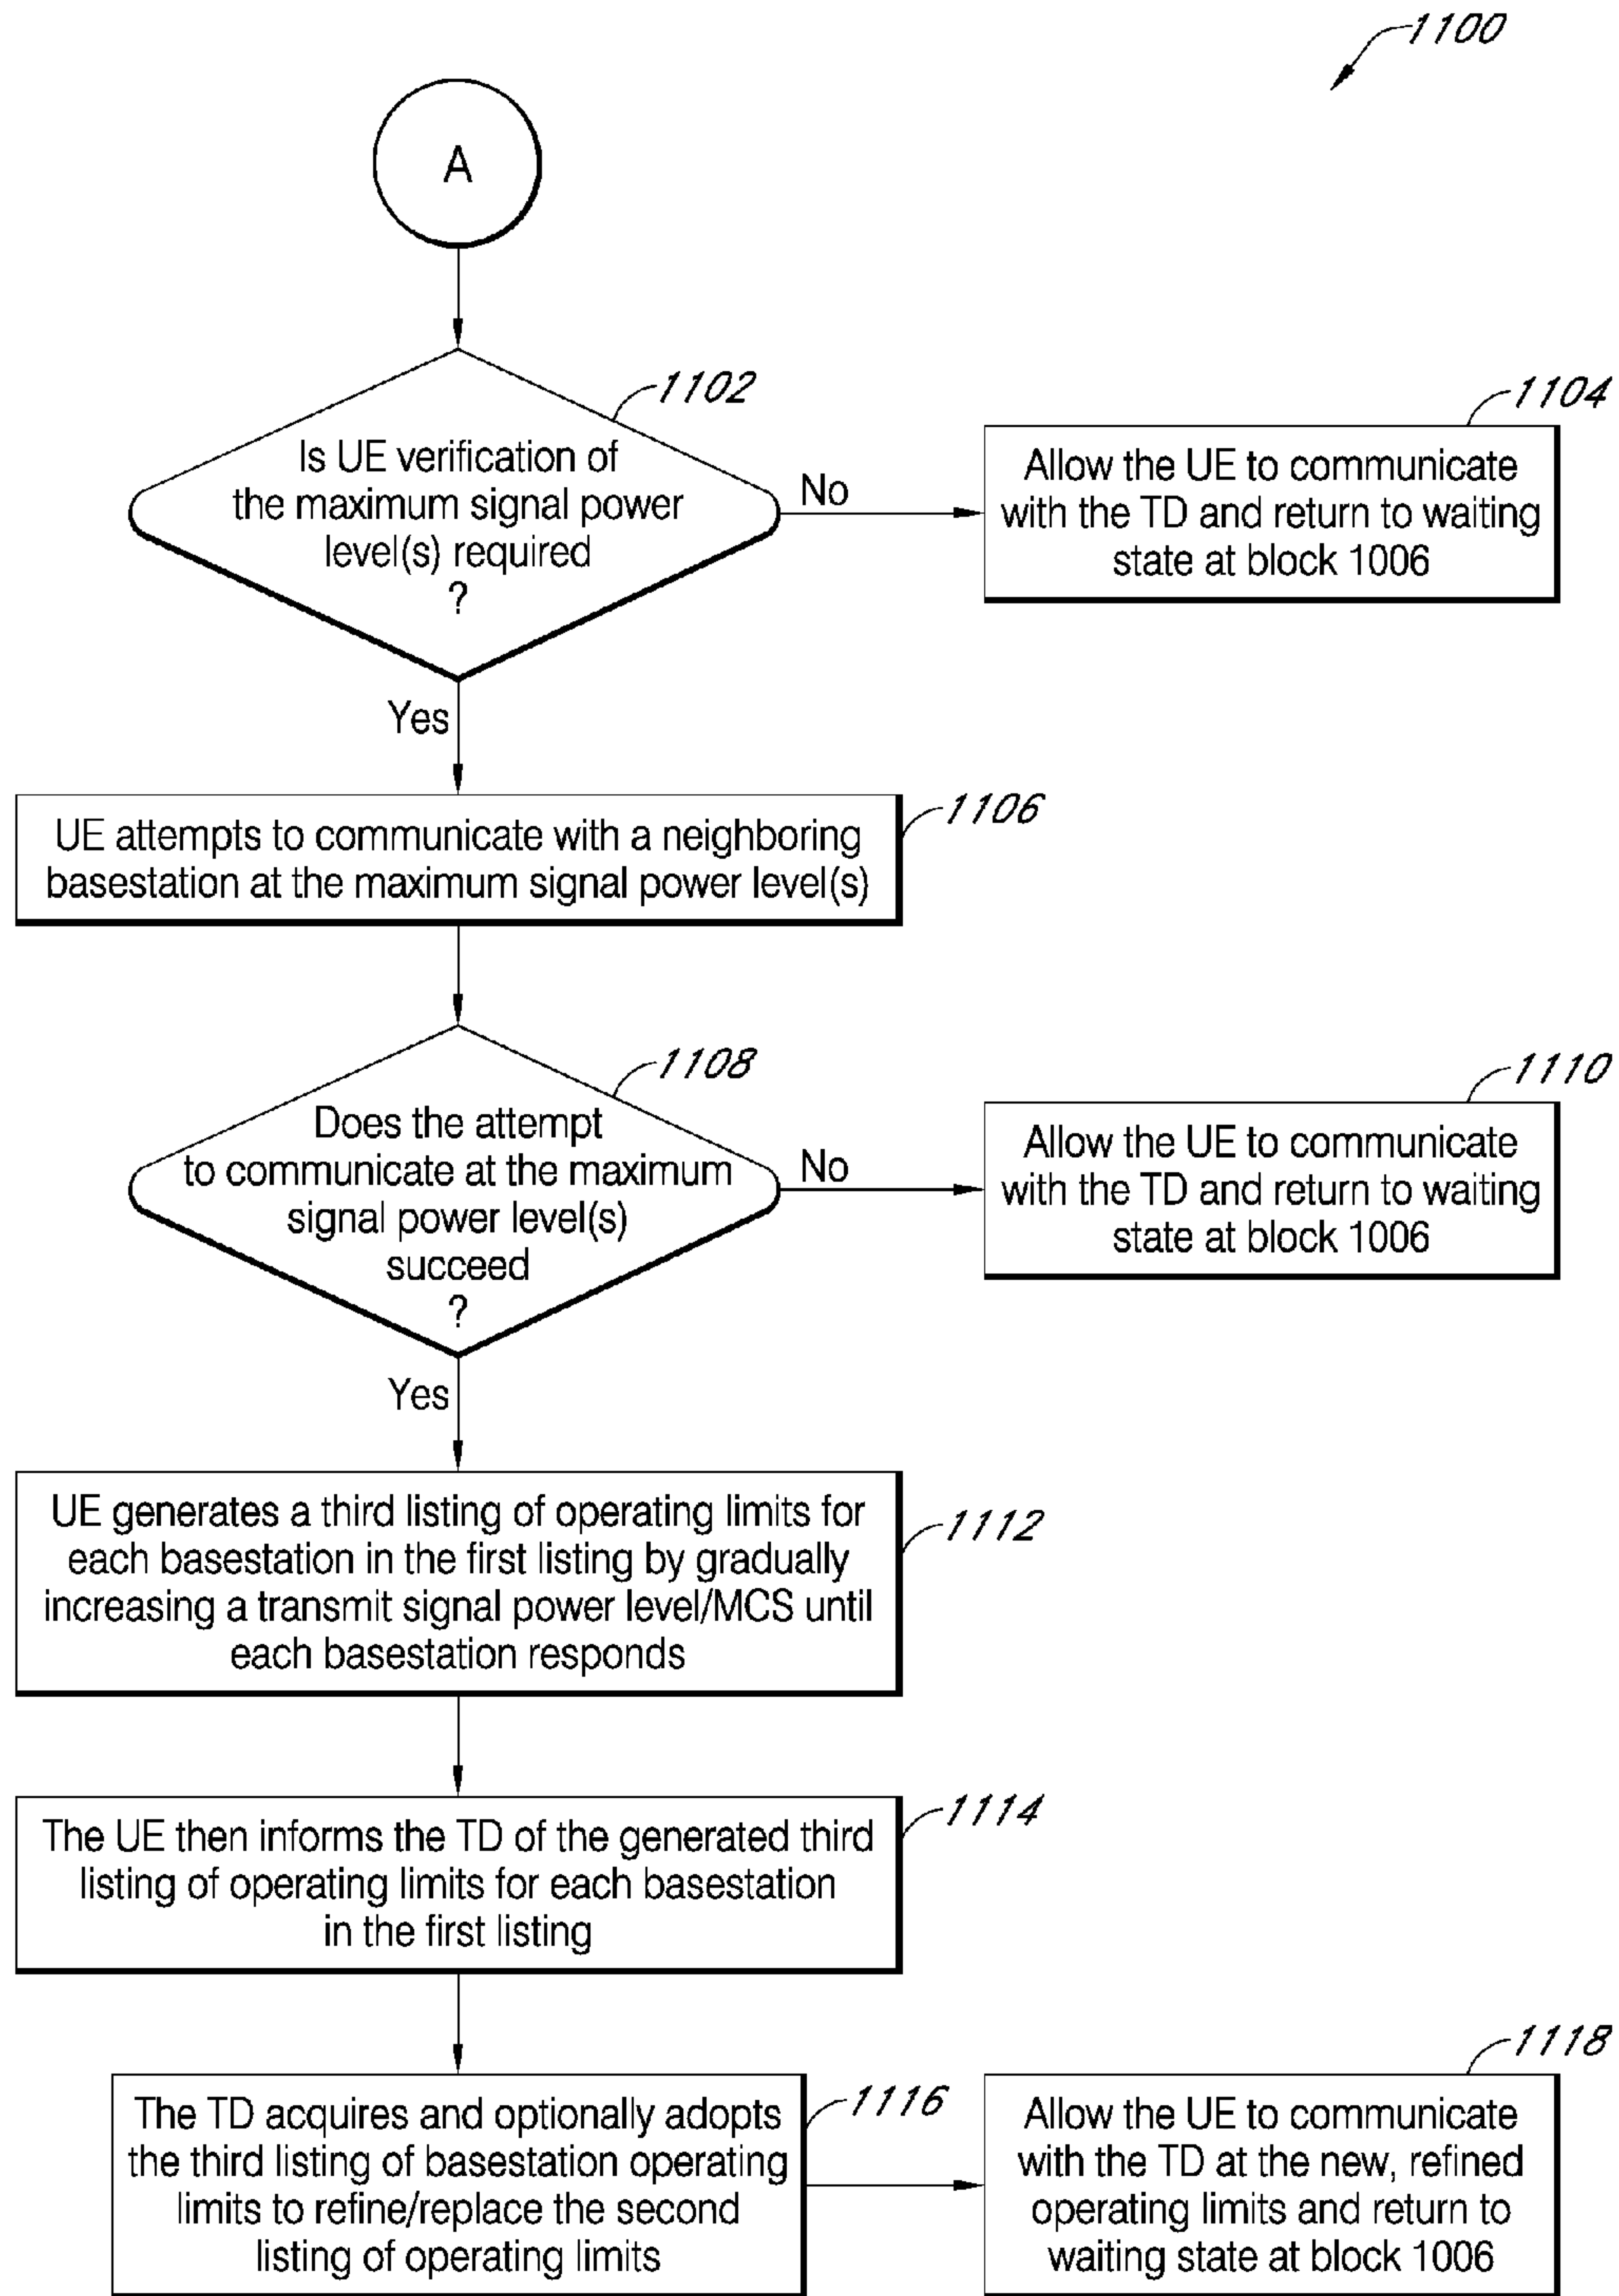 1100
A
1102
Is UE verification of
the maximum signal power
level(s) required
?
No
1104
Allow the UE to communicate
with the TD and return to waiting
state at block 1006
Yes
1106
UE attempts to communicate with a neighboring
basestation at the maximum signal power level(s)
1108
Does the attempt
to communicate at the maximum
signal power level(s)
succeed
?
No
1110
Allow the UE to communicate
with the TD and return to waiting
state at block 1006
Yes
1112
UE generates a third listing of operating limits for
each basestation in the first listing by gradually
increasing a transmit signal power level/MCS until
each basestation responds
1114
The UE then informs the TD of the generated third
listing of operating limits for each basestation
in the first listing
1116
The TD acquires and optionally adopts
the third listing of basestation operating
limits to refine/replace the second
listing of operating limits
1118
Allow the UE to communicate
with the TD at the new, refined
operating limits and return to
waiting state at block 1006